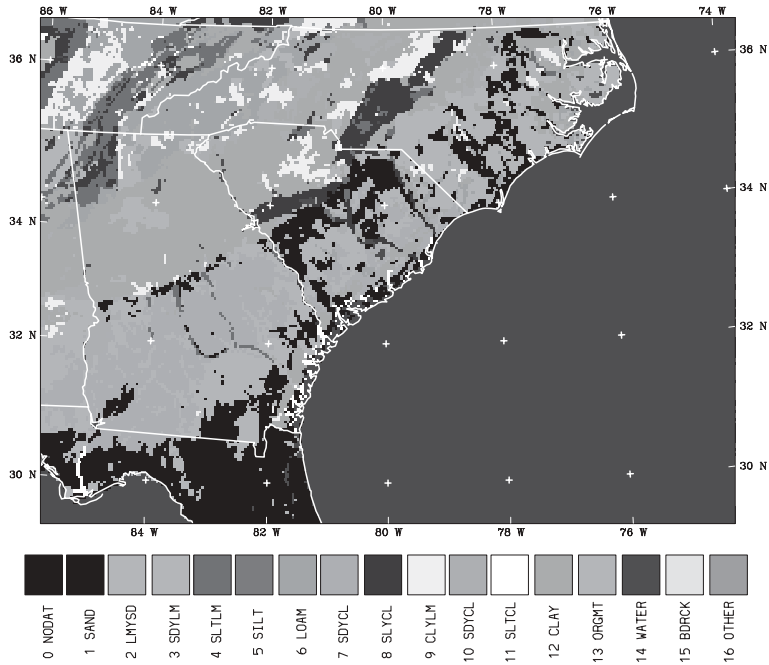 86 W 84 W 82 W 80 W 78 W 76 W 74 W
36 N 36 N
34 N 34 N
32 N 32 N
30 N 30 N
84 W 82 W 80 W 78 W 76 W
0 NODAT
1 SAND
2 LMYSD
3 SDYLM
4 SLTLM
5 SILT
6 LOAM
7 SDYCL
8 SLYCL
9 CLYLM
10 SDYCL
11 SLTCL
12 CLAY
13 ORGMT
14 WATER
15 BDRCK
16 OTHER